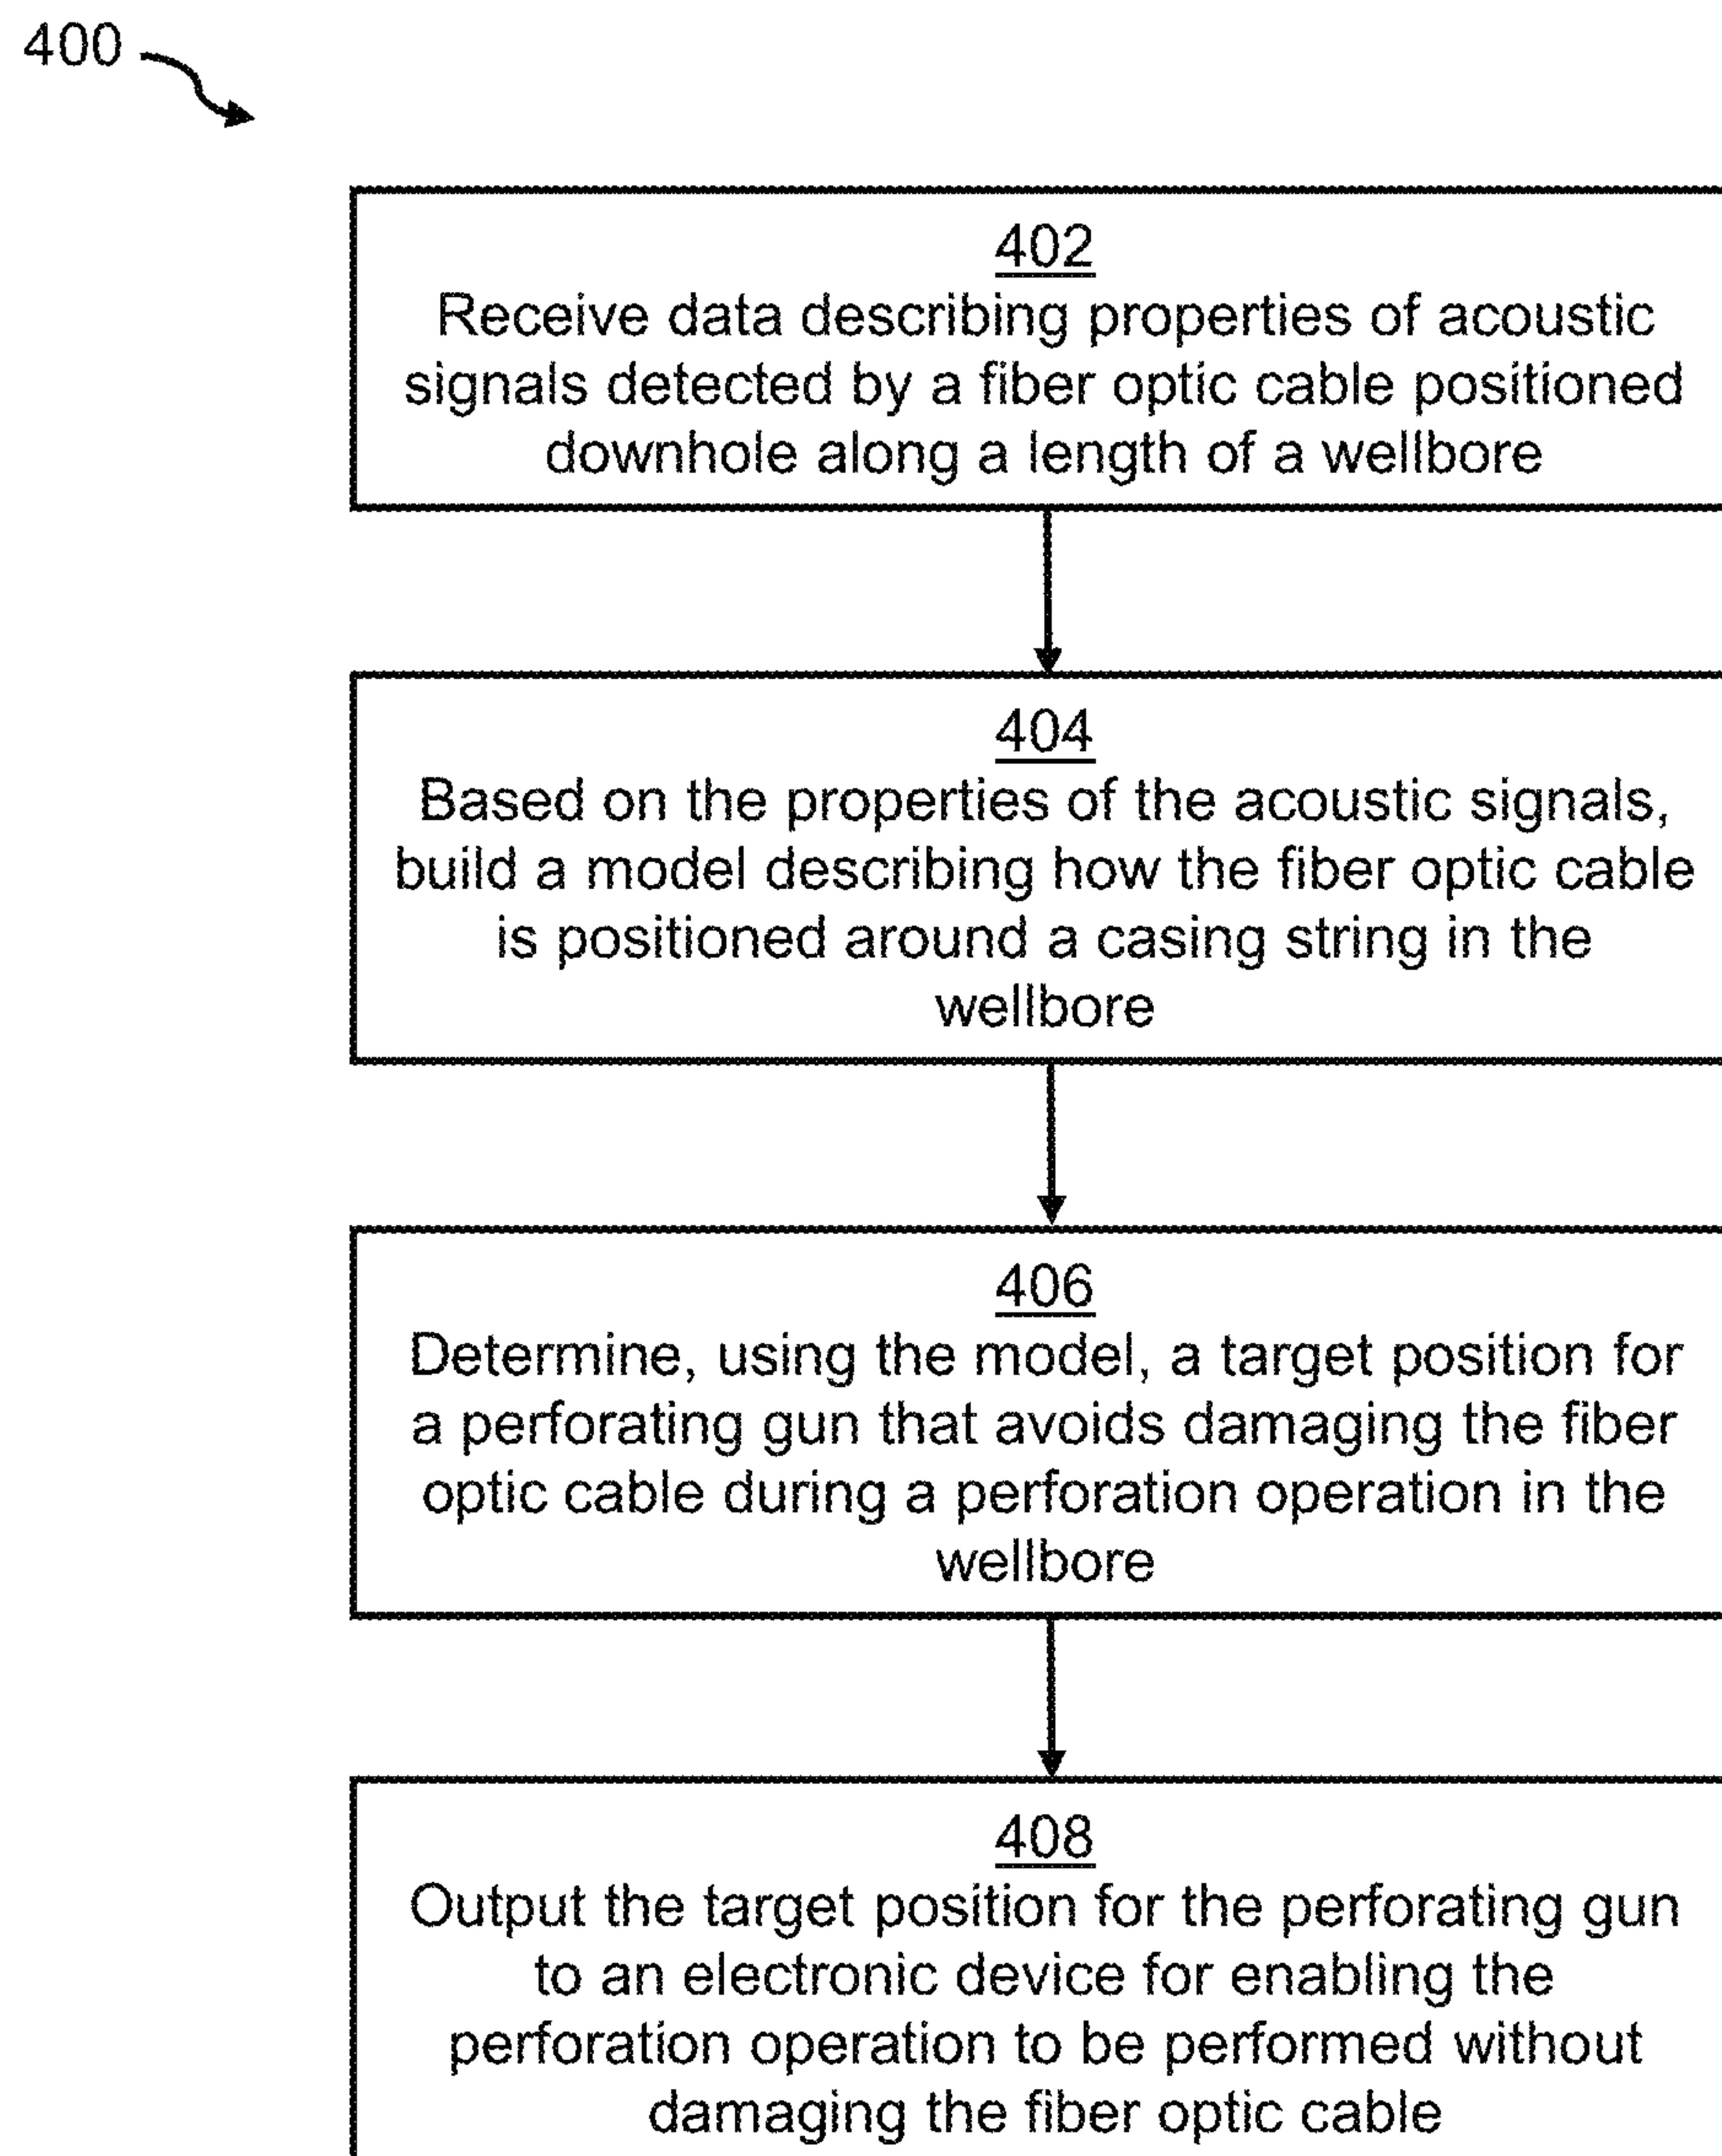 400
402
Receive data describing properties of acoustic
signals detected by a fiber optic cable positioned
downhole along a length of a wellbore
404
Based on the properties of the acoustic signals,
build a model describing how the fiber optic cable
is positioned around a casing string in the
wellbore
406
Determine, using the model, a target position for
a perforating gun that avoids damaging the fiber
optic cable during a perforation operation in the
wellbore
408
Output the target position for the perforating gun
to an electronic device for enabling the
perforation operation to be performed without
damaging the fiber optic cable